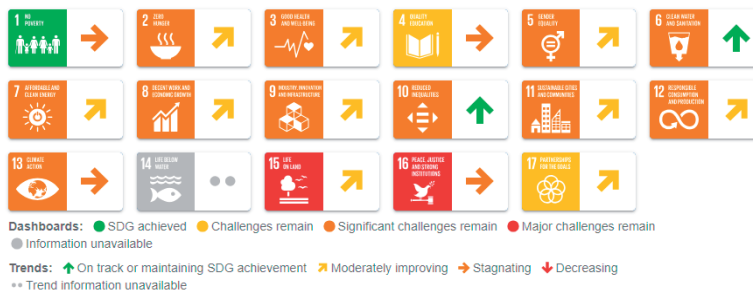 1 NO POVERTY
2 ZERO HUNGER
3 GOOD HEALTH AND WELL-BEING
4 QUALITY EDUCATION
5 GENDER EQUALITY
6 CLEAN WATER AND SANITATION
7 AFFORDABLE AND CLEAN ENERGY
8 DECENT WORK AND ECONOMIC GROWTH
9 INDUSTRY, INNOVATION AND INFRASTRUCTURE
10 REDUCED INEQUALITIES
11 SUSTAINABLE CITIES AND COMMUNITIES
12 RESPONSIBLE CONSUMPTION AND PRODUCTION
13 CLIMATE ACTION
14 LIFE BELOW WATER
15 LIFE ON LAND
16 PEACE, JUSTICE AND STRONG INSTITUTIONS
17 PARTNERSHIPS FOR THE GOALS
Dashboards: SDG achieved Challenges remain Significant challenges remain Major challenges remain
Information unavailable
Trends: On track or maintaining SDG achievement Moderately improving Stagnating Decreasing
Trend information unavailable